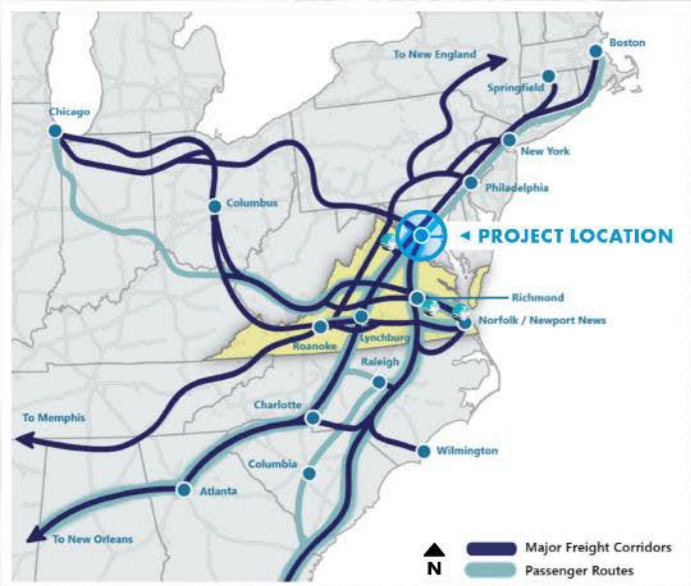 Boston
To New England
Springfield
Chicago
New York
Philadelphia
Columbus
PROJECT LOCATION
Richmond
Norfolk / Newport News
Lynchburg
Roanoke
Raleigh
Charlotte
To Memphis
Wilmington
Columbia
Atlanta
To New Orleans
N
Major Freight Corridors
Passenger Routes